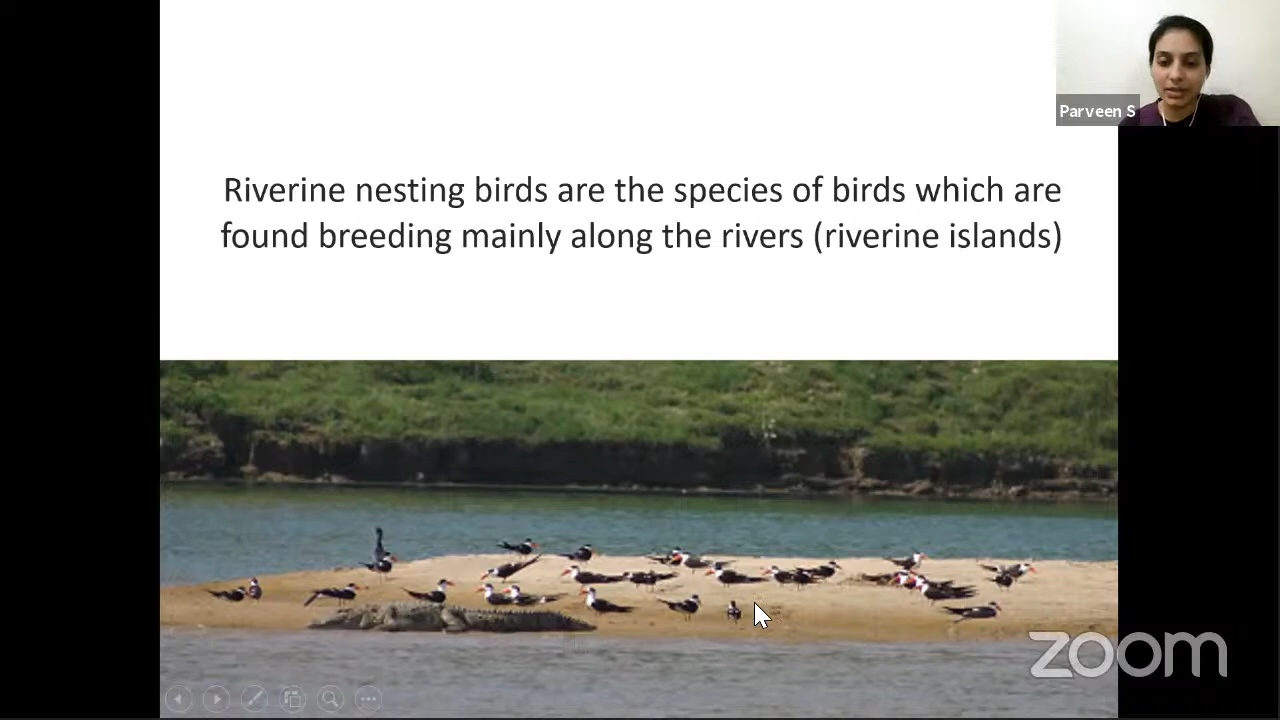 Parveen S
Riverine nesting birds are the species of birds which are
found breeding mainly along the rivers (riverine islands)
zoom